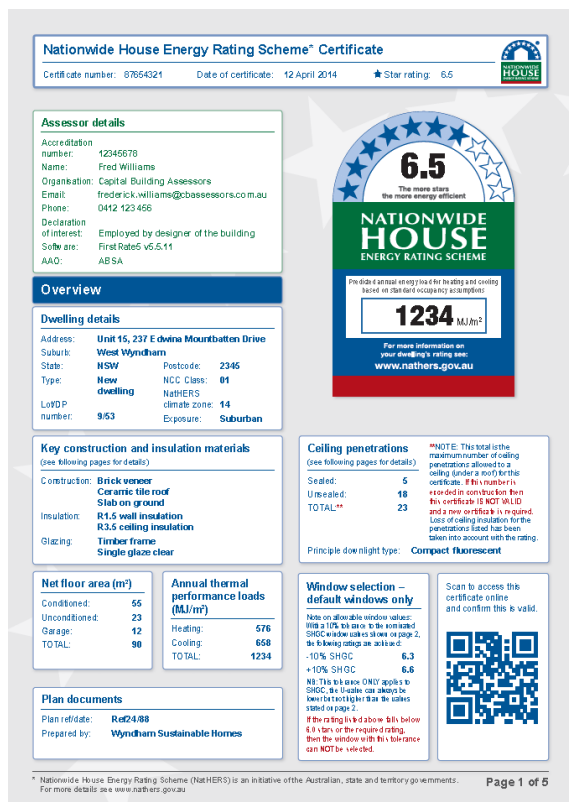 Nationwide House Energy Rating Scheme* Certificate
Certificate number: 87654321 Date of certificate: 12 April 2014 ★ Star rating: 6.5
NATIONWIDE
HOUSE
ENERGY RATING SCHEME
Assessor details
Accreditation
number: 12345678
Name: Fred Williams
Organisation: Capital Building Assessors
Email: frederick.williams@cbassessors.com.au
Phone: 0412 123 456
Declaration
of interest: Employed by designer of the building
Software: FirstRate5 v5.5.11
AAO: ABSA
6.5
The more stars
the more energy efficient
NATIONWIDE
HOUSE
ENERGY RATING SCHEME
Predicted annual energy load for heating and cooling
based on standard occupancy assumptions
1234 MJ/m²
For more information on
your dwelling's rating see:
www.nathers.gov.au
Overview
Dwelling details
Address: Unit 15, 237 Edwina Mountbatten Drive
Suburb: West Wyndham
State: NSW Postcode: 2345
Type: New NCC Class: 01
dwelling NatHERS
Lot/DP climate zone: 14
number: 9/53 Exposure: Suburban
Key construction and insulation materials
(see following pages for details)
Construction: Brick veneer
Ceramic tile roof
Slab on ground
Insulation: R1.5 wall insulation
R3.5 ceiling insulation
Glazing: Timber frame
Single glaze clear
Ceiling penetrations
(see following pages for details)
Sealed: 5
Unsealed: 18
TOTAL:** 23
**NOTE: This total is the
maximum number of ceiling
penetrations allowed to a
ceiling (under a roof) for this
certificate. If this number is
exceeded in construction then
this certificate IS NOT VALID
and a new certificate is required.
Loss of ceiling insulation for the
penetrations listed has been
taken into account with the rating.
Principle downlight type: Compact fluorescent
Net floor area (m²)
Conditioned: 55
Unconditioned: 23
Garage: 12
TOTAL: 90
Annual thermal
performance loads
(MJ/m²)
Heating: 576
Cooling: 658
TOTAL: 1234
Window selection –
default windows only
Note on allowable window values:
With a 10% tolerance to the nominated
SHGC window values shown on page 2,
the following ratings are achieved:
-10% SHGC 6.3
+10% SHGC 6.6
NB: This tolerance ONLY applies to
SHGC, the U-value can always be
lower but not higher than the values
stated on page 2.
If the rating listed above falls below
6.0 stars or the required rating,
then the window with this tolerance
can NOT be selected.
Scan to access this
certificate online
and confirm this is valid.
Plan documents
Plan ref/date: Ref24/88
Prepared by: Wyndham Sustainable Homes
* Nationwide House Energy Rating Scheme (NatHERS) is an initiative of the Australian, state and territory governments.
For more details see www.nathers.gov.au
Page 1 of 5